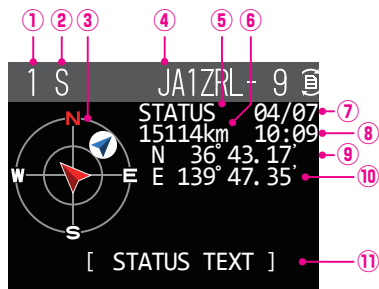 ① ② ③ ④ ⑤ ⑥
1 S JA1ZRL- 9
STATUS 04/07 ⑦
15114km 10:09 ⑧
N 36°43.17' ⑨
E 139°47.35' ⑩
N
W E
S
[ STATUS TEXT ] ⑪